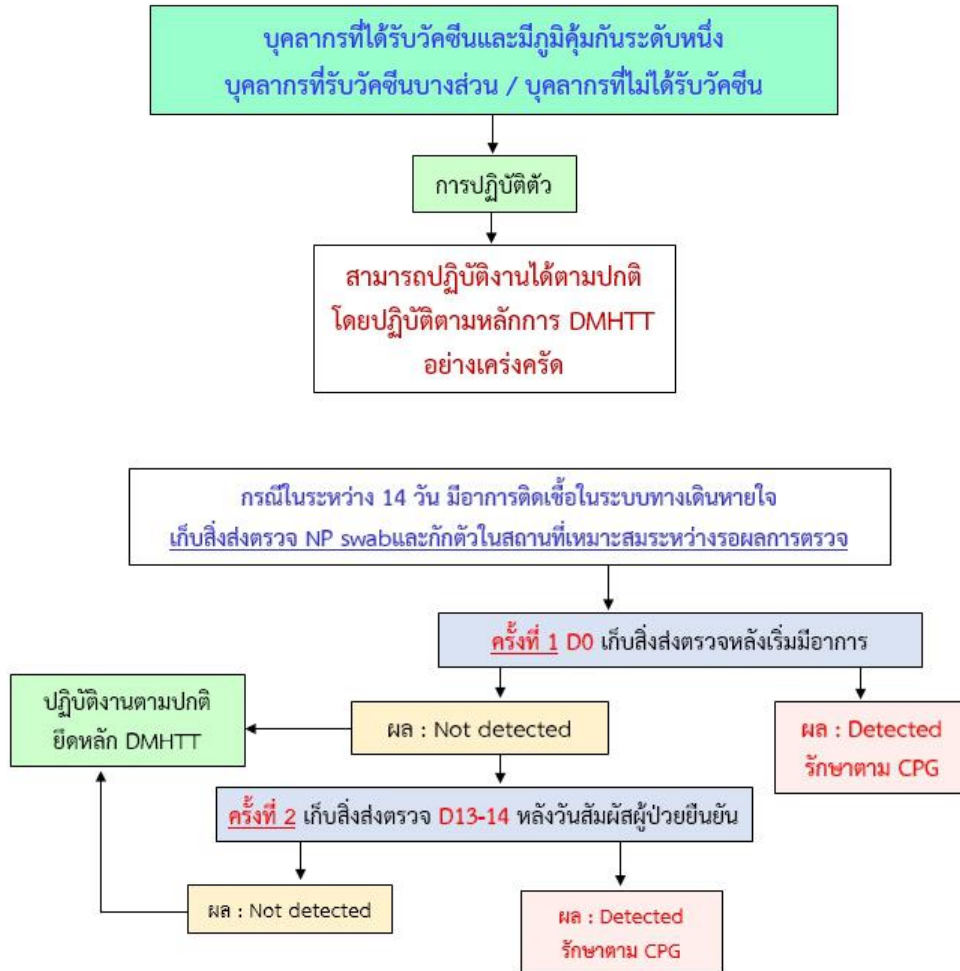 บุคลากรที่ได้รับวัคซีนและมีภูมิคุ้มกันระดับหนึ่ง
บุคลากรที่รับวัคซีนบางส่วน / บุคลากรที่ไม่ได้รับวัคซีน
การปฏิบัติตัว
สามารถปฏิบัติงานได้ตามปกติ
โดยปฏิบัติตามหลักการ DMHTT
อย่างเคร่งครัด
กรณีในระหว่าง 14 วัน มีอาการติดเชื้อในระบบทางเดินหายใจ
เก็บสิ่งส่งตรวจ NP swabและกักตัวในสถานที่เหมาะสมระหว่างรอผลการตรวจ
ครั้งที่ 1 D0 เก็บสิ่งส่งตรวจหลังเริ่มมีอาการ
ปฏิบัติงานตามปกติ
ยึดหลัก DMHTT
ผล : Not detected
ผล : Detected
รักษาตาม CPG
ครั้งที่ 2 เก็บสิ่งส่งตรวจ D13-14 หลังวันสัมผัสผู้ป่วยยืนยัน
ผล : Not detected
ผล : Detected
รักษาตาม CPG